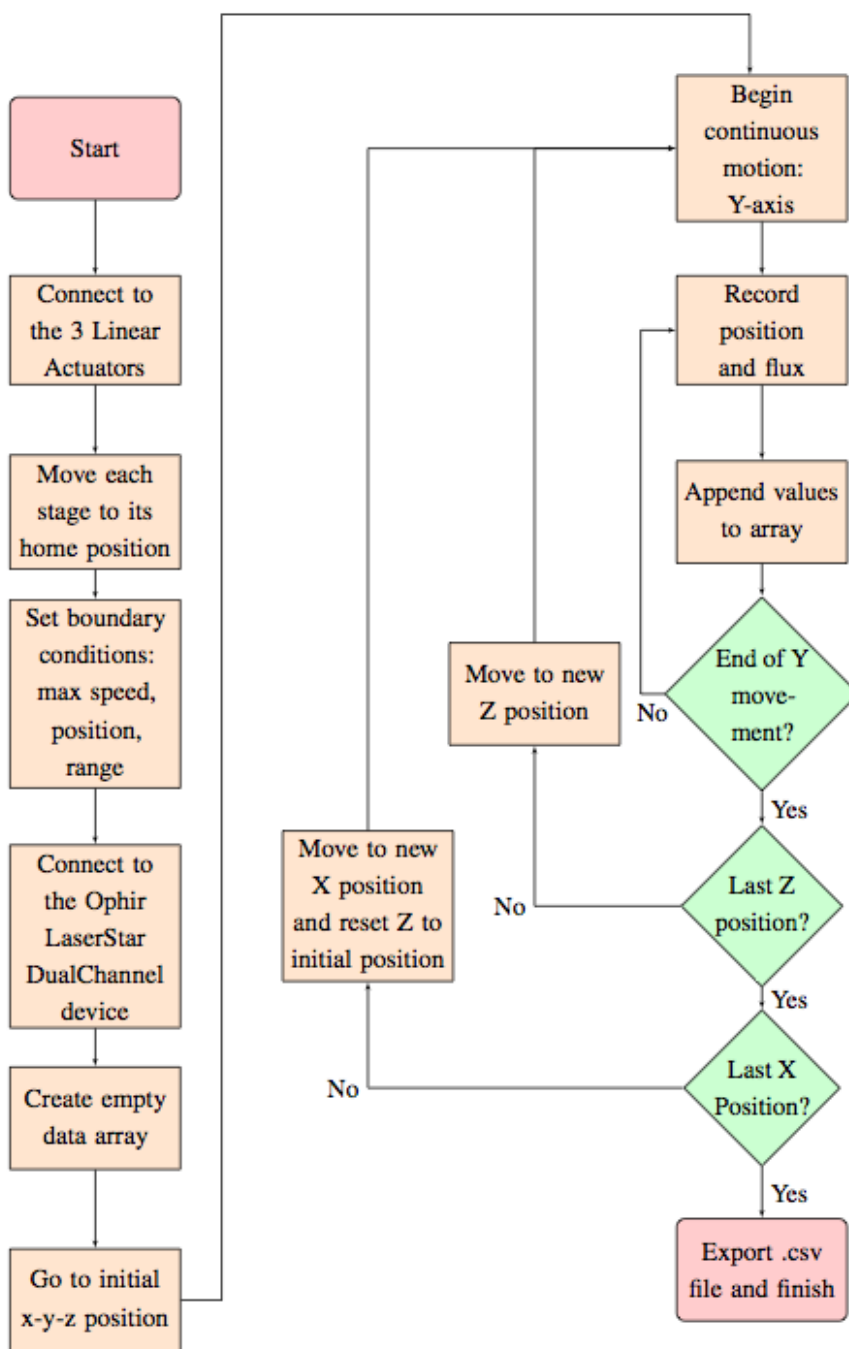 Start
Connect to
the 3 Linear
Actuators
Move each
stage to its
home position
Set boundary
conditions:
max speed,
position,
range
Connect to
the Ophir
LaserStar
DualChannel
device
Create empty
data array
Go to initial
x-y-z position
Begin
continuous
motion:
Y-axis
Record
position
and flux
Append values
to array
End of Y
move-
ment?
No
Yes
Move to new
Z position
Last Z
position?
No
Yes
Move to new
X position
and reset Z to
initial position
Last X
Position?
No
Yes
Export .csv
file and finish